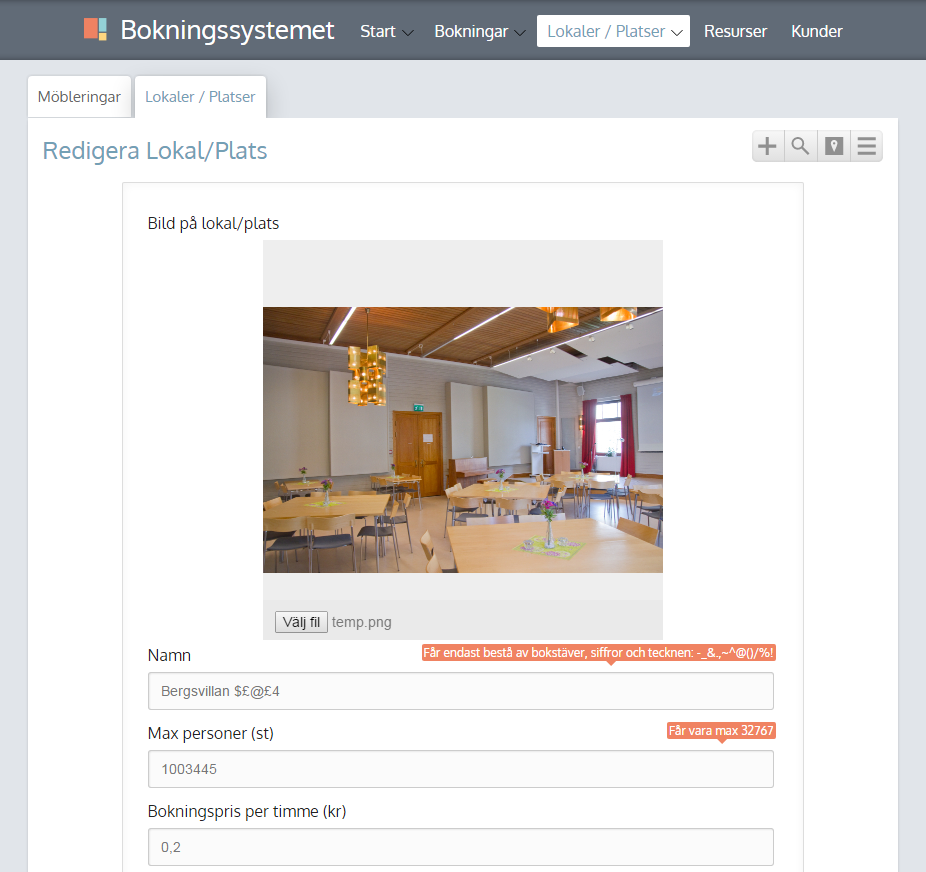 Bokningssystemet Start Bokningar Lokaler / Platser Resurser Kunder
Möbleringar Lokaler / Platser
Redigera Lokal/Plats
Bild på lokal/plats
Välj fil temp.png
Namn Får endast bestå av bokstäver, siffror och tecknen: -_&.,~^@()/%!
Bergsvillan $£@£4
Max personer (st) Får vara max 32767
1003445
Bokningspris per timme (kr)
0,2